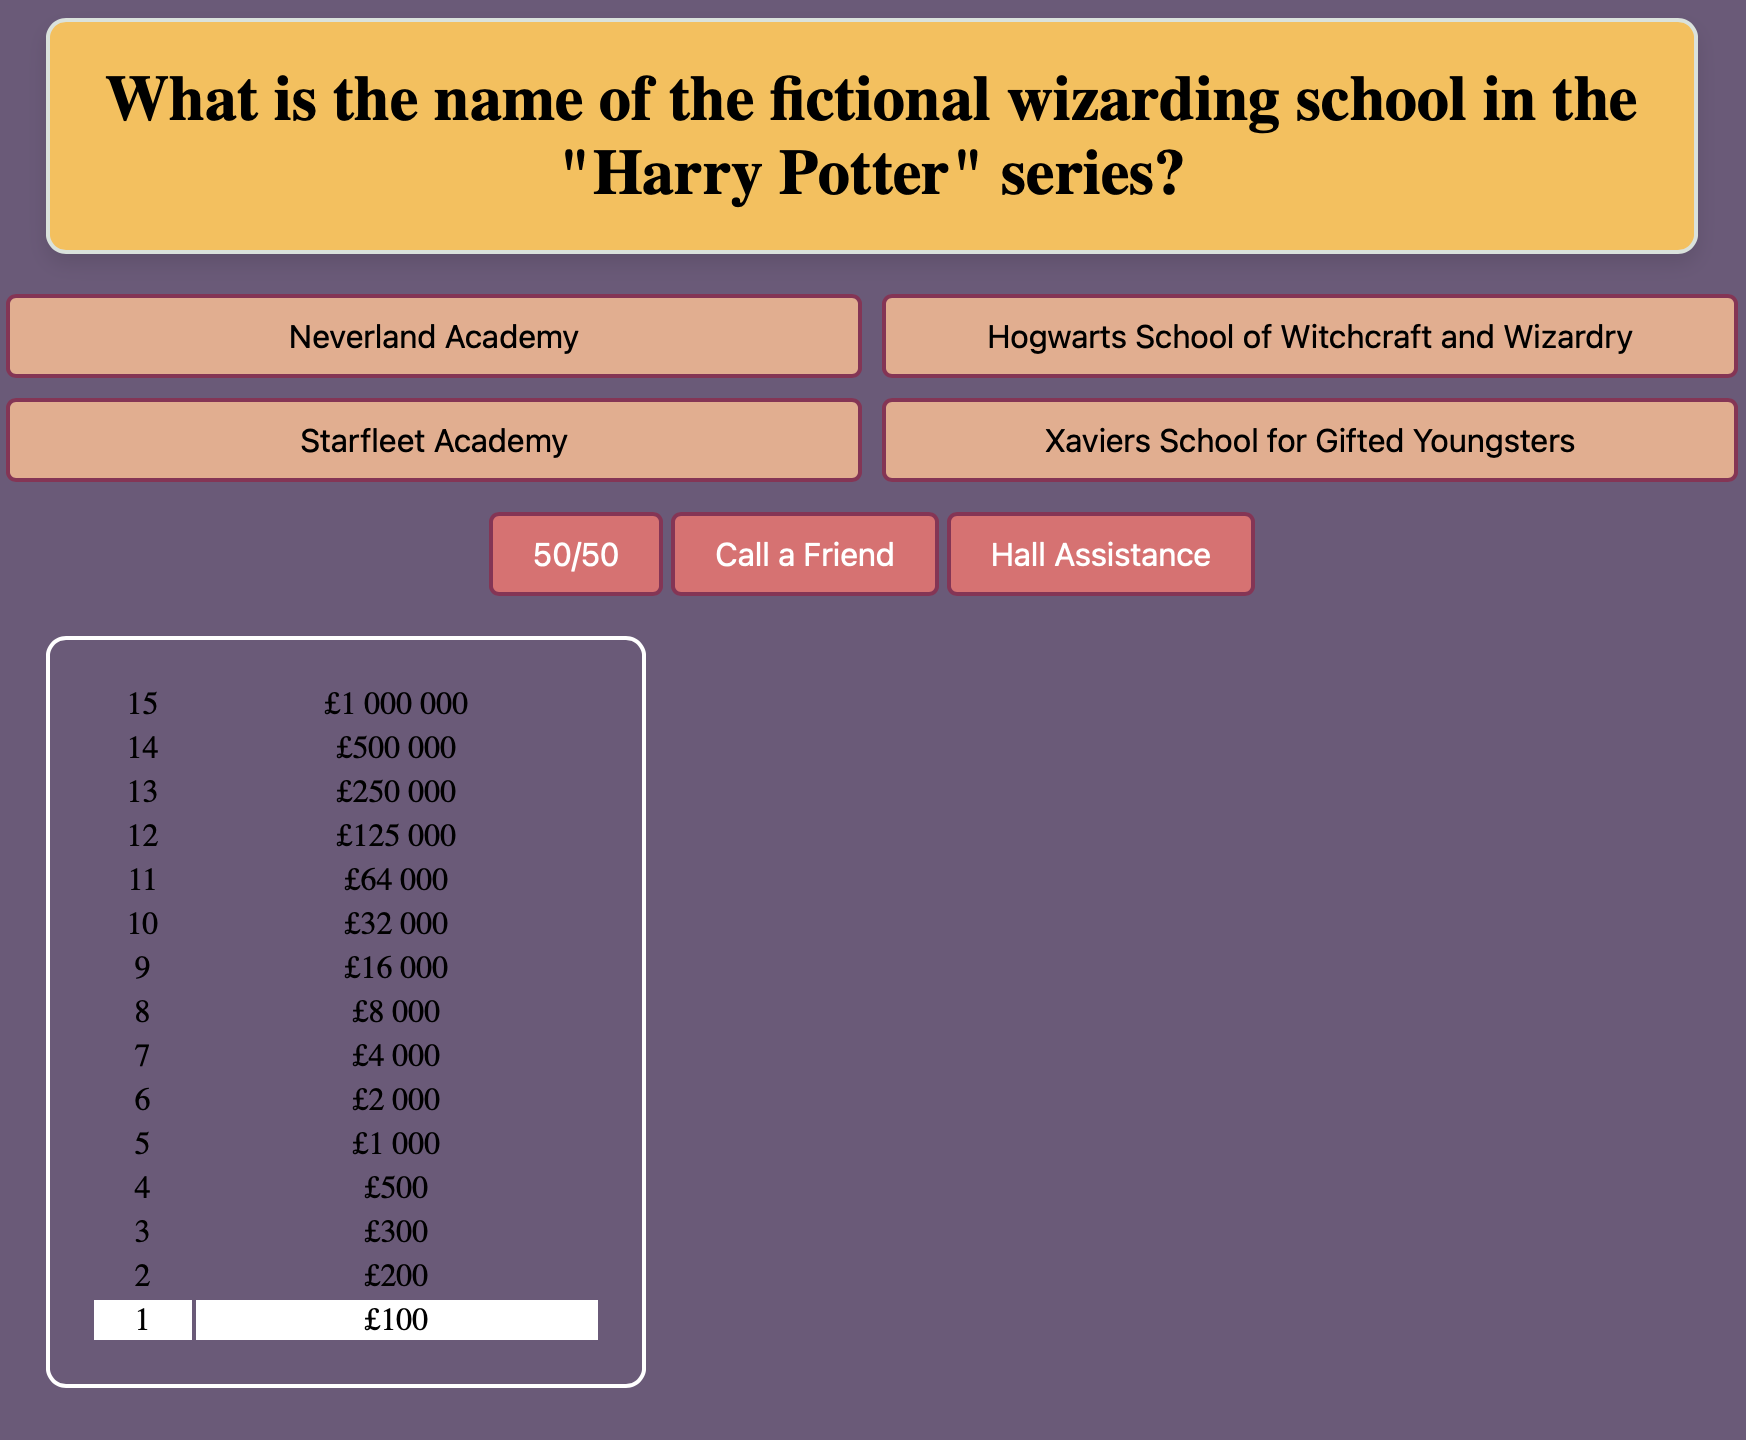 What is the name of the fictional wizarding school in the
"Harry Potter" series?
Neverland Academy
Hogwarts School of Witchcraft and Wizardry
Starfleet Academy
Xaviers School for Gifted Youngsters
50/50
Call a Friend
Hall Assistance
15 £1 000 000
14 £500 000
13 £250 000
12 £125 000
11 £64 000
10 £32 000
9 £16 000
8 £8 000
7 £4 000
6 £2 000
5 £1 000
4 £500
3 £300
2 £200
1 £100